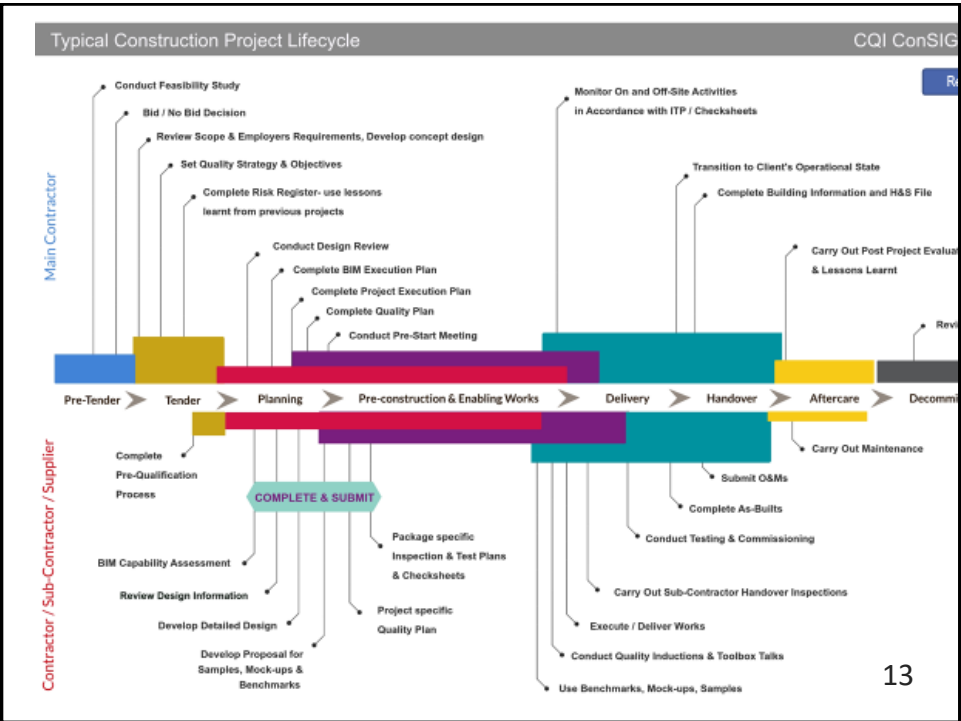 Typical Construction Project Lifecycle
CQI ConSIG
Re
Conduct Feasibility Study
Bid / No Bid Decision
Review Scope & Employers Requirements, Develop concept design
Set Quality Strategy & Objectives
Complete Risk Register- use lessons
learnt from previous projects
Conduct Design Review
Complete BIM Execution Plan
Complete Project Execution Plan
Complete Quality Plan
Conduct Pre-Start Meeting
Monitor On and Off-Site Activities
in Accordance with ITP / Checksheets
Transition to Client's Operational State
Complete Building Information and H&S File
Carry Out Post Project Evaluat
& Lessons Learnt
Revi
Main Contractor
Pre-Tender
Tender
Planning
Pre-construction & Enabling Works
Delivery
Handover
Aftercare
Decommi
Contractor / Sub-Contractor / Supplier
Complete
Pre-Qualification
Process
COMPLETE & SUBMIT
BIM Capability Assessment
Review Design Information
Develop Detailed Design
Develop Proposal for
Samples, Mock-ups &
Benchmarks
Package specific
Inspection & Test Plans
& Checksheets
Project specific
Quality Plan
Carry Out Maintenance
Submit O&Ms
Complete As-Builts
Conduct Testing & Commissioning
Carry Out Sub-Contractor Handover Inspections
Execute / Deliver Works
Conduct Quality Inductions & Toolbox Talks
Use Benchmarks, Mock-ups, Samples
13